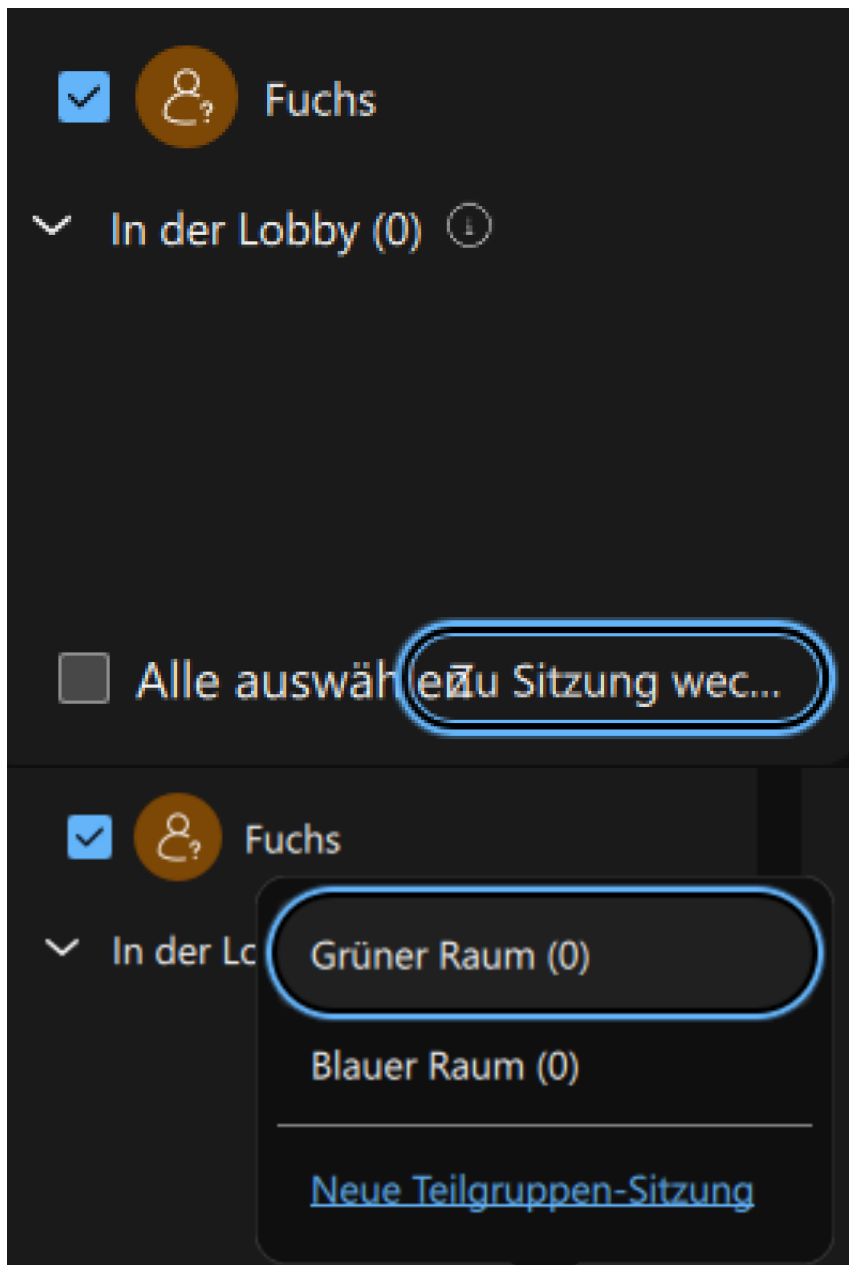 Fuchs
In der Lobby (0)
Alle auswählen
Zu Sitzung wec...
Fuchs
In der Lo
Grüner Raum (0)
Blauer Raum (0)
Neue Teilgruppen-Sitzung